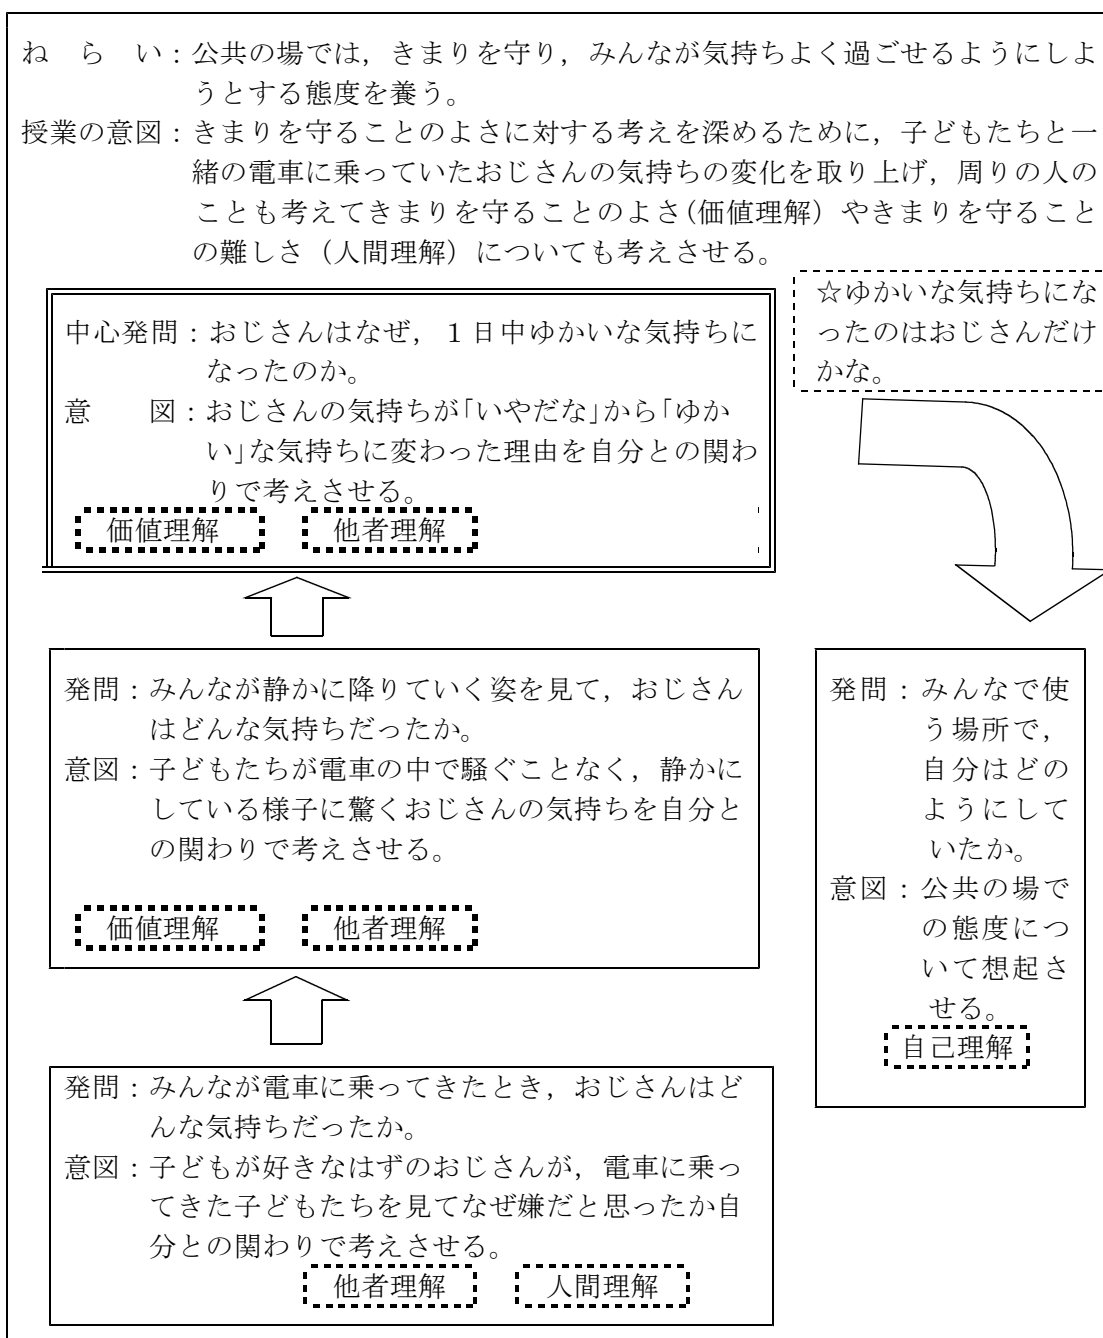 ね ら い：公共の場では，きまりを守り，みんなが気持ちよく過ごせるようにしよ
うとする態度を養う。
授業の意図：きまりを守ることのよさに対する考えを深めるために，子どもたちと一
緒の電車に乗っていたおじさんの気持ちの変化を取り上げ，周りの人の
ことも考えてきまりを守ることのよさ(価値理解）やきまりを守ること
の難しさ（人間理解）についても考えさせる。
☆ゆかいな気持ちにな
ったのはおじさんだけ
かな。
中心発問：おじさんはなぜ，１日中ゆかいな気持ちに
なったのか。
意 図：おじさんの気持ちが｢いやだな｣から｢ゆか
い｣な気持ちに変わった理由を自分との関わ
りで考えさせる。
価値理解 他者理解
発問：みんなが静かに降りていく姿を見て，おじさん
はどんな気持ちだったか。
意図：子どもたちが電車の中で騒ぐことなく，静かに
している様子に驚くおじさんの気持ちを自分と
の関わりで考えさせる。
価値理解 他者理解
発問：みんなが電車に乗ってきたとき，おじさんはど
んな気持ちだったか。
意図：子どもが好きなはずのおじさんが，電車に乗っ
てきた子どもたちを見てなぜ嫌だと思ったか自
分との関わりで考えさせる。
他者理解 人間理解
発問：みんなで使
う場所で，
自分はどの
ようにして
いたか。
意図：公共の場で
の態度につ
いて想起さ
せる。
自己理解